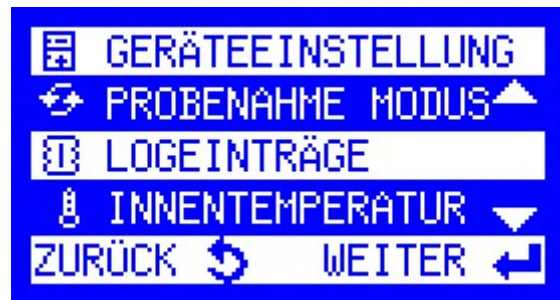 GERÄTEEINSTELLUNG
PROBENAHME MODUS
LOGEINTRÄGE
INNENTEMPERATUR
ZURÜCK WEITER